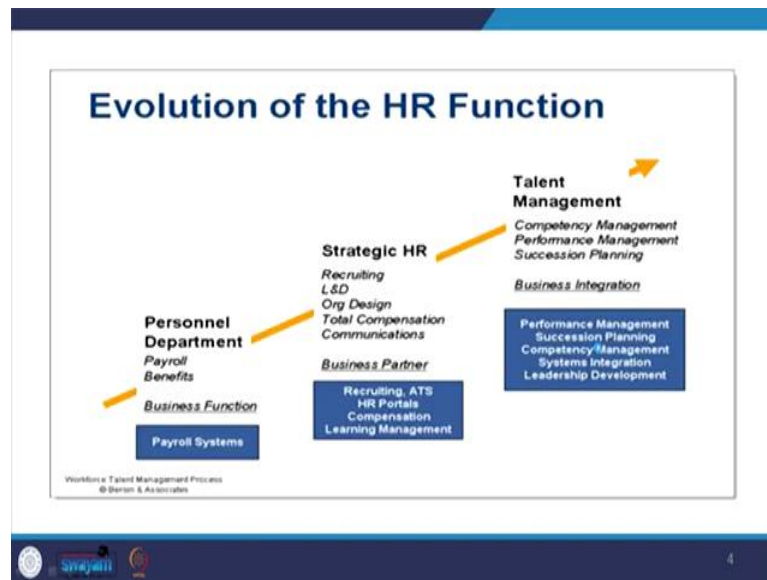 Evolution of the HR Function
Personnel
Department
Payroll
Benefits
Business Function
Payroll Systems
Strategic HR
Recruiting
L&D
Org Design
Total Compensation
Communications
Business Partner
Recruiting, ATS
HR Portals
Compensation
Learning Management
Talent
Management
Competency Management
Performance Management
Succession Planning
Business Integration
Performance Management
Succession Planning
Competency Management
Systems Integration
Leadership Development
Workforce Talent Management Process
© Bersin & Associates
swayam
4